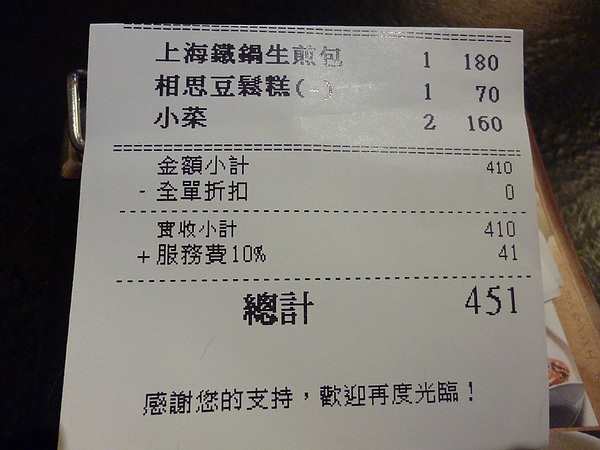 上海鐵鍋生煎包 1 180
相思豆鬆糕(一) 1 70
小菜 2 160
金額小計 410
- 全單折扣 0
實收小計 410
+服務費10% 41
總計 451
感謝您的支持，歡迎再度光臨！